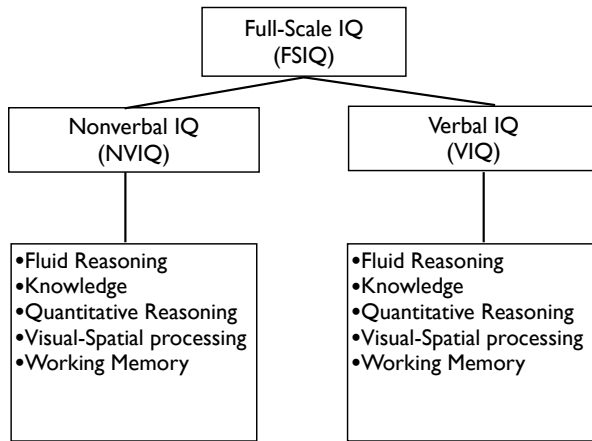 Full-Scale IQ
(FSIQ)
Nonverbal IQ
(NVIQ)
Verbal IQ
(VIQ)
•Fluid Reasoning
•Knowledge
•Quantitative Reasoning
•Visual-Spatial processing
•Working Memory
•Fluid Reasoning
•Knowledge
•Quantitative Reasoning
•Visual-Spatial processing
•Working Memory